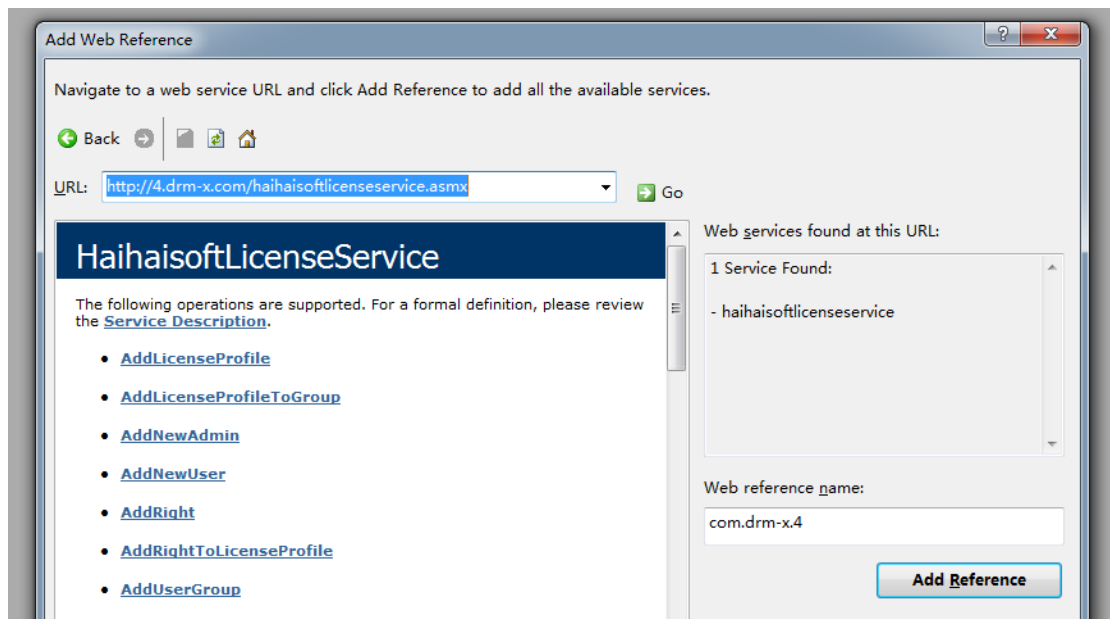 Add Web Reference
Navigate to a web service URL and click Add Reference to add all the available services.
Back
URL: http://4.drm-x.com/haihaisoftlicenseservice.asmx Go
HaihaisoftLicenseService
The following operations are supported. For a formal definition, please review
the Service Description.
• AddLicenseProfile
• AddLicenseProfileToGroup
• AddNewAdmin
• AddNewUser
• AddRight
• AddRightToLicenseProfile
• AddUserGroup
Web services found at this URL:
1 Service Found:
- haihaisoftlicenseservice
Web reference name:
com.drm-x.4
Add Reference